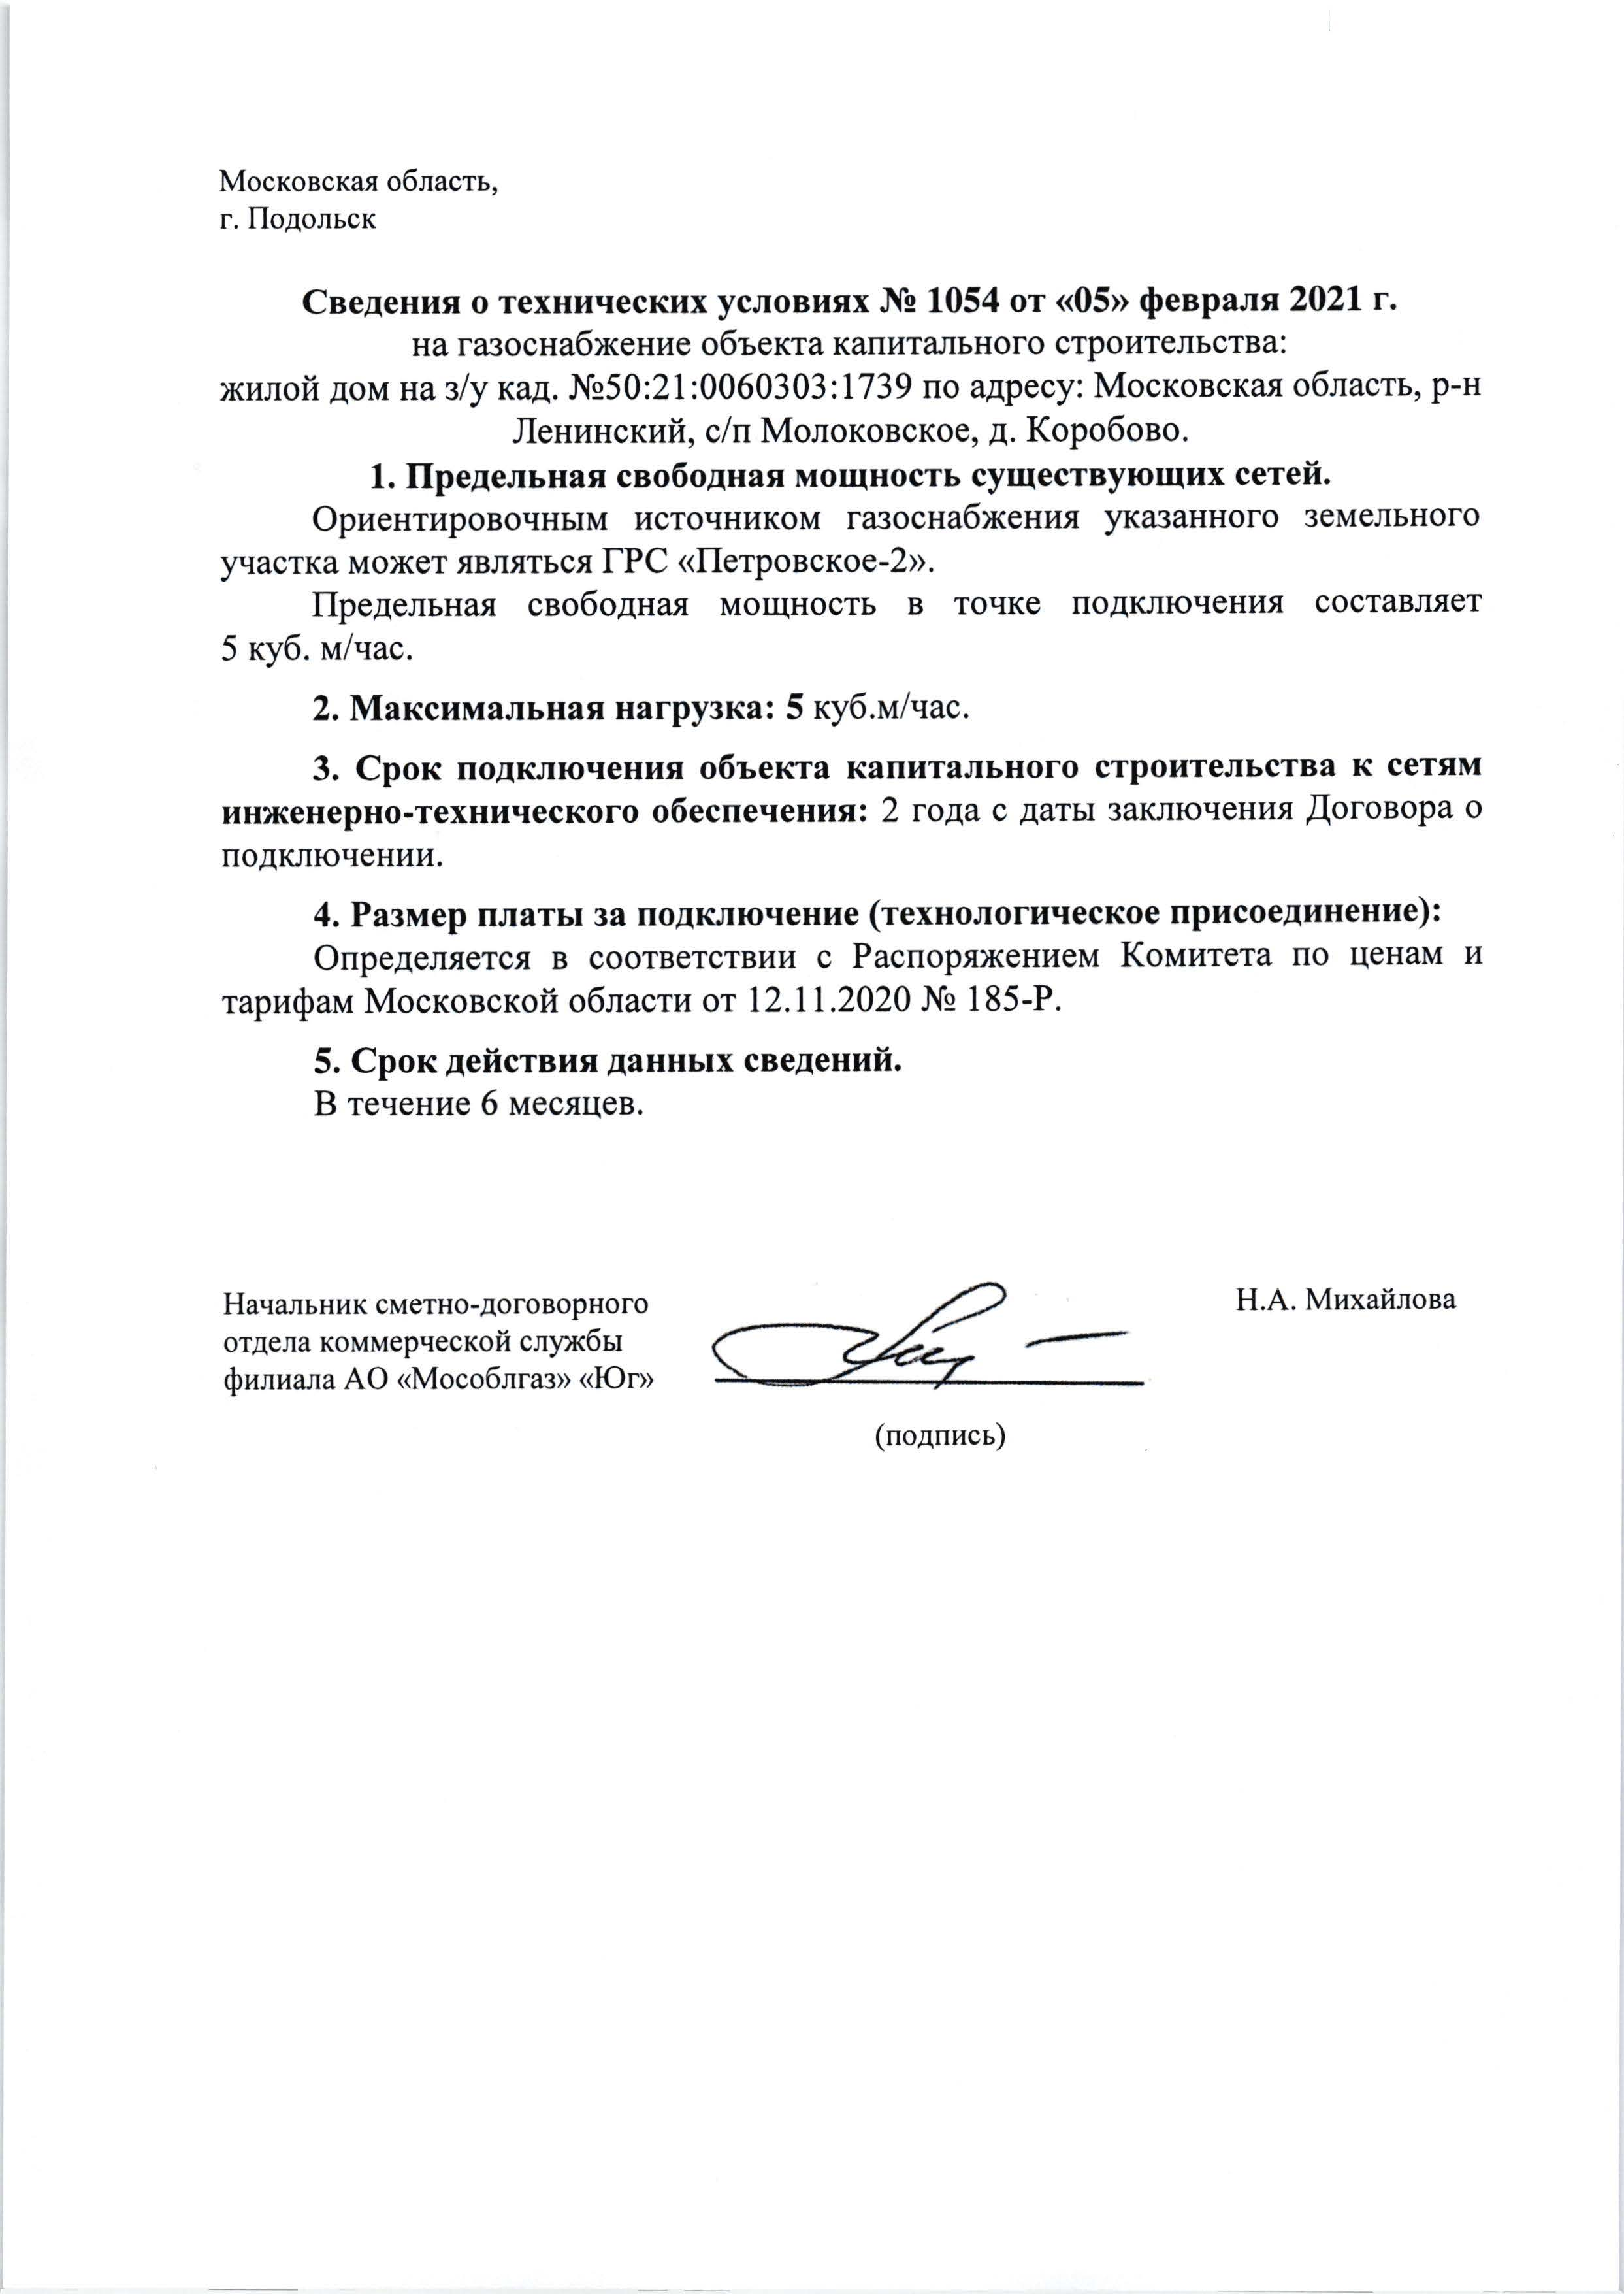 Московская область,
г. Подольск
Сведения о технических условиях № 1054 от «05» февраля 2021 г.
на газоснабжение объекта капитального строительства:
жилой дом на з/у кад. №50:21:0060303:1739 по адресу: Московская область, р-н
Ленинский, с/п Молоковское, д. Коробово.
1. Предельная свободная мощность существующих сетей.
Ориентировочным источником газоснабжения указанного земельного
участка может являться ГРС «Петровское-2».
Предельная свободная мощность в точке подключения составляет
5 куб. м/час.
2. Максимальная нагрузка: 5 куб.м/час.
3. Срок подключения объекта капитального строительства к сетям
инженерно-технического обеспечения: 2 года с даты заключения Договора о
подключении.
4. Размер платы за подключение (технологическое присоединение):
Определяется в соответствии с Распоряжением Комитета по ценам и
тарифам Московской области от 12.11.2020 № 185-Р.
5. Срок действия данных сведений.
В течение 6 месяцев.
Начальник сметно-договорного
отдела коммерческой службы
филиала АО «Мособлгаз» «Юг»
Н.А. Михайлова
(подпись)